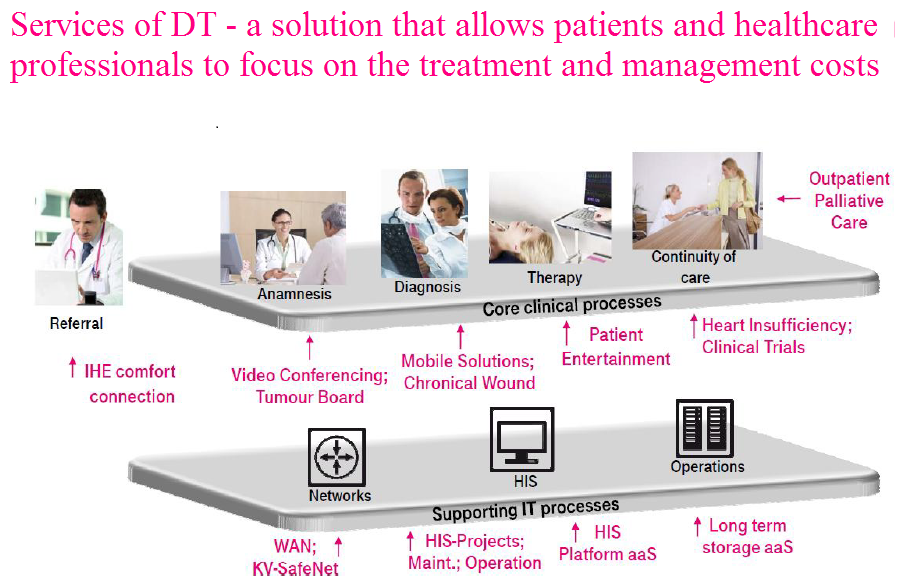 Services of DT - a solution that allows patients and healthcare
professionals to focus on the treatment and management costs
Outpatient
Palliative
Care
Referral
Anamnesis
Diagnosis
Therapy
Continuity of
care
Core clinical processes
IHE comfort
connection
Video Conferencing;
Tumour Board
Mobile Solutions;
Chronical Wound
Patient
Entertainment
Heart Insufficiency;
Clinical Trials
Networks
HIS
Operations
Supporting IT processes
WAN;
KV-SafeNet
HIS-Projects;
Maint.; Operation
HIS
Platform aaS
Long term
storage aaS